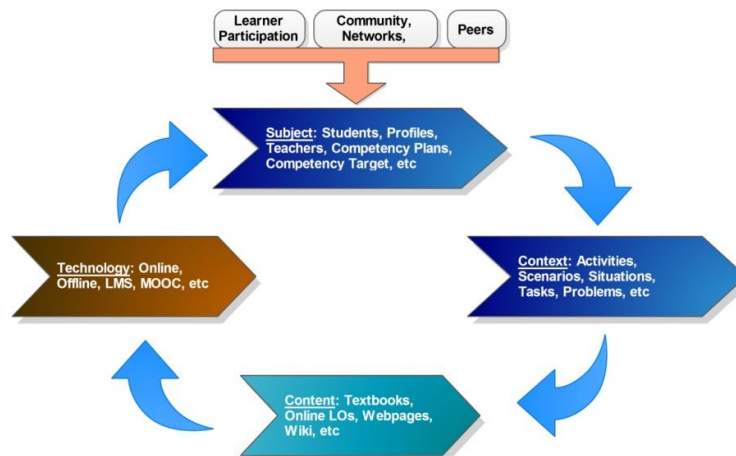 Learner
Participation
Community,
Networks,
Peers
Subject: Students, Profiles,
Teachers, Competency Plans,
Competency Target, etc
Technology: Online,
Offline, LMS, MOOC, etc
Context: Activities,
Scenarios, Situations,
Tasks, Problems, etc
Content: Textbooks,
Online LOs, Webpages,
Wiki, etc